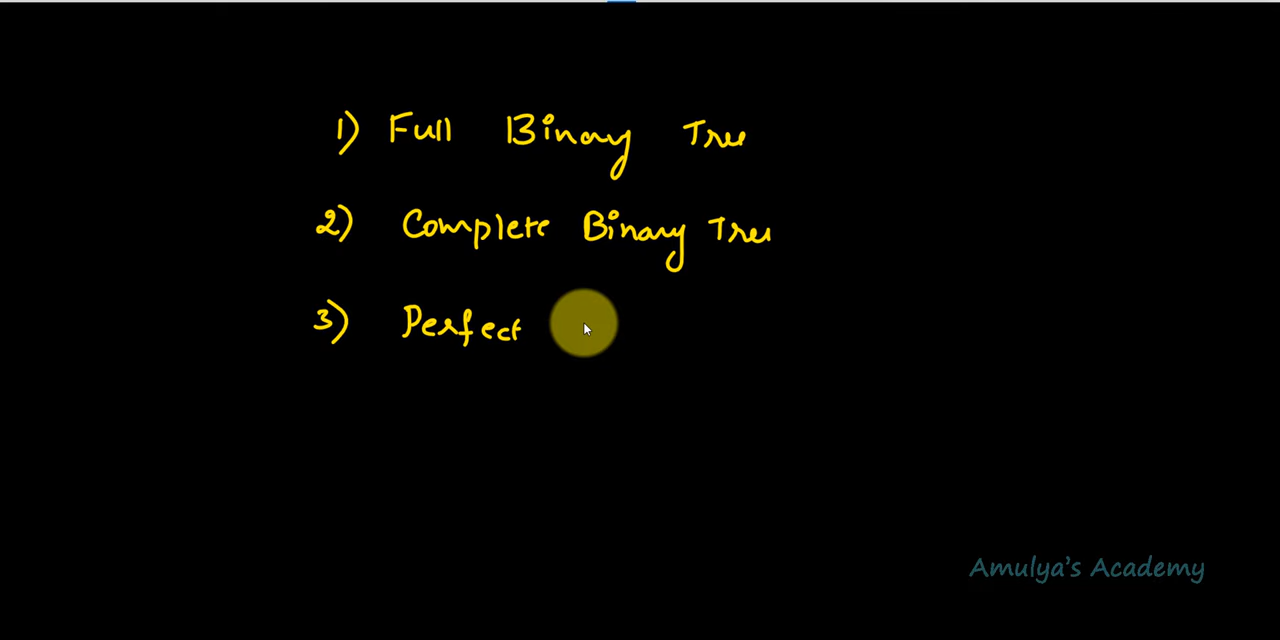 1) Full Binary Tree
2) Complete Binary Tree
3) Perfect
Amulya's Academy